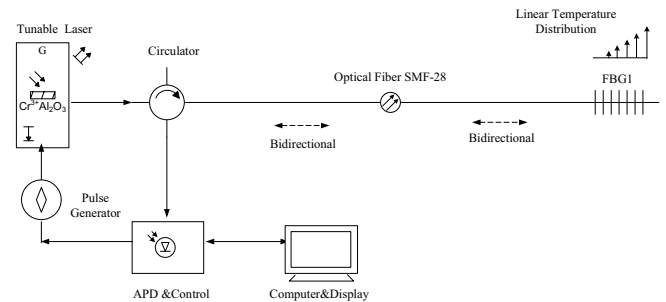 Linear Temperature
Distribution
Tunable Laser
G
Circulator
Optical Fiber SMF-28
FBG1
Cr3+Al2O3
Bidirectional
Bidirectional
Pulse
Generator
APD &Control
Computer&Display